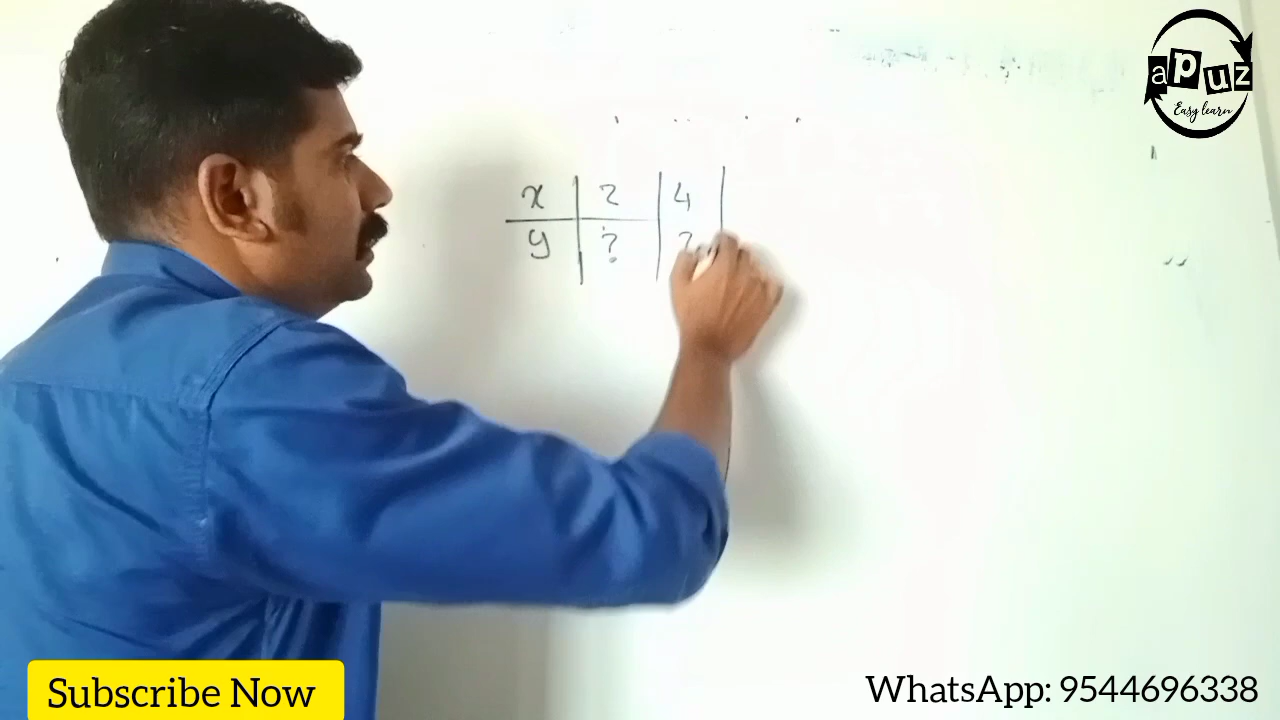 apuz
Easy learn
x 2 4
y ? ?
Subscribe Now
WhatsApp: 9544696338